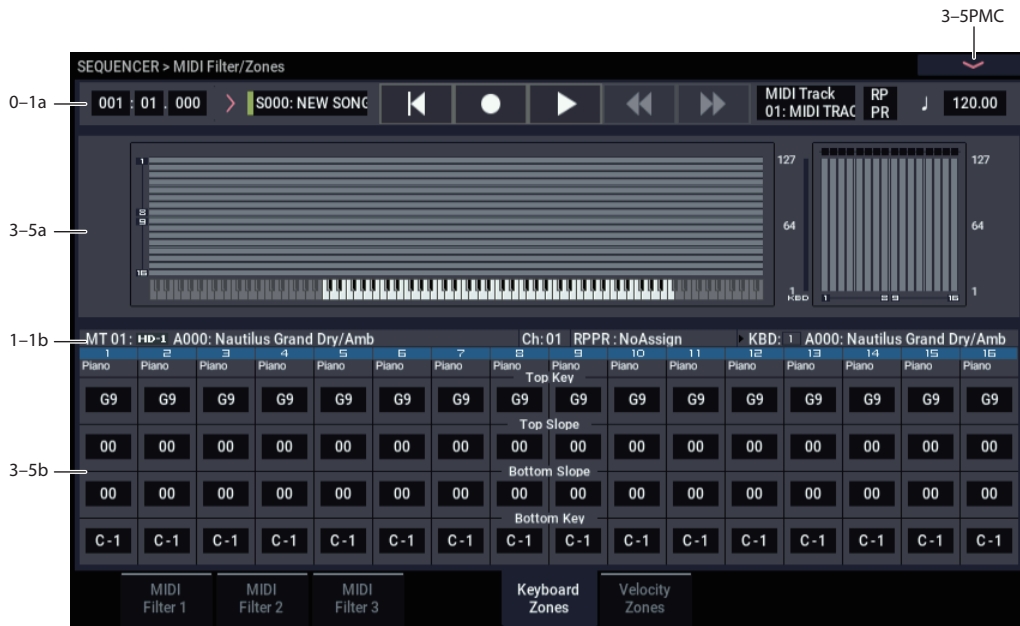 3–5PMC
SEQUENCER > MIDI Filter/Zones
0–1a
001 : 01 . 000
S000: NEW SONG
MIDI Track
01: MIDI TRAC
RP
PR
♩ 120.00
3–5a
1
8
9
16
127
64
1
KBD
1 8 9 16
127
64
1
1–1b
MT 01: HD-1 A000: Nautilus Grand Dry/Amb Ch:01 RPPR : NoAssign KBD: 1 A000: Nautilus Grand Dry/Amb
1 2 3 4 5 6 7 8 9 10 11 12 13 14 15 16
Piano Piano Piano Piano Piano Piano Piano Piano Piano Piano Piano Piano Piano Piano Piano Piano
Top Key
G9 G9 G9 G9 G9 G9 G9 G9 G9 G9 G9 G9 G9 G9 G9 G9
Top Slope
00 00 00 00 00 00 00 00 00 00 00 00 00 00 00 00
3–5b
Bottom Slope
00 00 00 00 00 00 00 00 00 00 00 00 00 00 00 00
Bottom Key
C-1 C-1 C-1 C-1 C-1 C-1 C-1 C-1 C-1 C-1 C-1 C-1 C-1 C-1 C-1 C-1
MIDI
Filter 1
MIDI
Filter 2
MIDI
Filter 3
Keyboard
Zones
Velocity
Zones